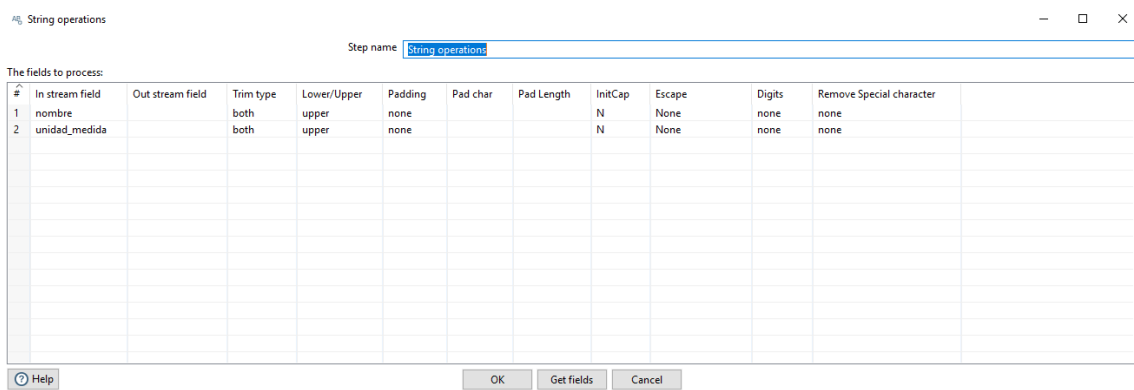 String operations
Step name String operations
The fields to process:
# In stream field Out stream field Trim type Lower/Upper Padding Pad char Pad Length InitCap Escape Digits Remove Special character
1 nombre both upper none N None none none
2 unidad_medida both upper none N None none none
Help OK Get fields Cancel